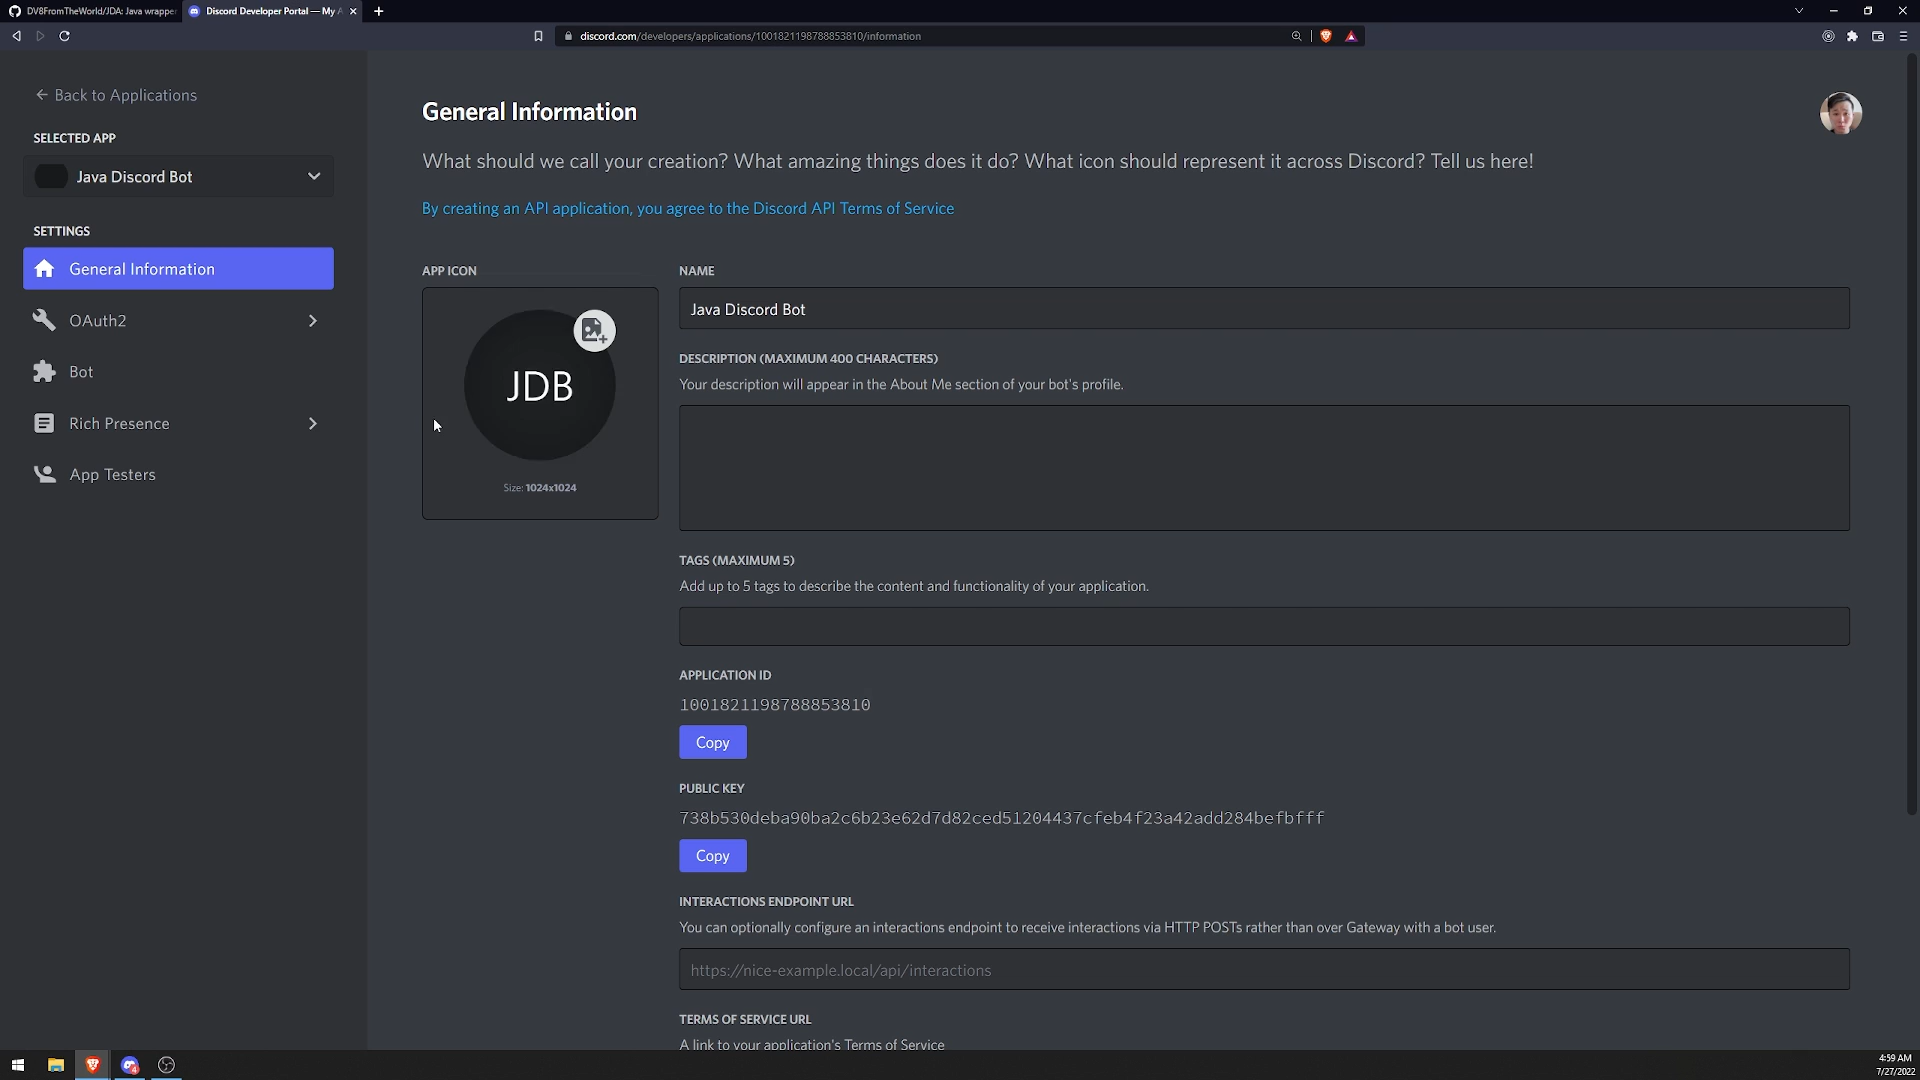 DV8FromTheWorld/JDA: Java wrapper
Discord Developer Portal — My A
discord.com/developers/applications/1001821198788853810/information
Back to Applications
SELECTED APP
Java Discord Bot
SETTINGS
General Information
OAuth2
Bot
Rich Presence
App Testers
General Information
What should we call your creation? What amazing things does it do? What icon should represent it across Discord? Tell us here!
By creating an API application, you agree to the Discord API Terms of Service
APP ICON
JDB
Size: 1024x1024
NAME
Java Discord Bot
DESCRIPTION (MAXIMUM 400 CHARACTERS)
Your description will appear in the About Me section of your bot's profile.
TAGS (MAXIMUM 5)
Add up to 5 tags to describe the content and functionality of your application.
APPLICATION ID
1001821198788853810
Copy
PUBLIC KEY
738b530deba90ba2c6b23e62d7d82ced51204437cfeb4f23a42add284befbfff
Copy
INTERACTIONS ENDPOINT URL
You can optionally configure an interactions endpoint to receive interactions via HTTP POSTs rather than over Gateway with a bot user.
https://nice-example.local/api/interactions
TERMS OF SERVICE URL
A link to your application's Terms of Service
4:59 AM
7/27/2022